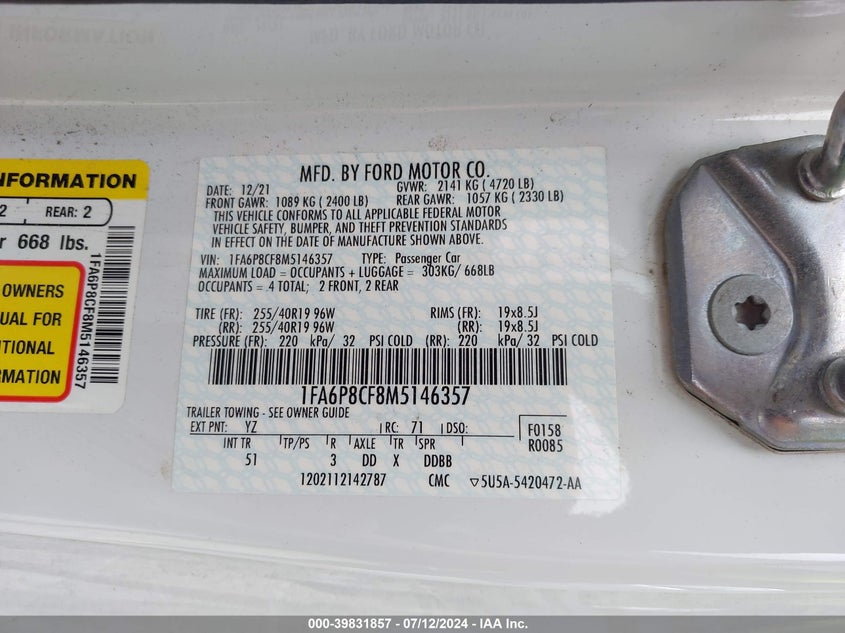 NFORMATION
2 REAR: 2
r 668 lbs.
OWNERS
UAL FOR
ITIONAL
RMATION
1FA6P8CF8M5146357
MFD. BY FORD MOTOR CO.
DATE: 12/21 GVWR: 2141 KG ( 4720 LB)
FRONT GAWR: 1089 KG ( 2400 LB) REAR GAWR: 1057 KG ( 2330 LB)
THIS VEHICLE CONFORMS TO ALL APPLICABLE FEDERAL MOTOR
VEHICLE SAFETY, BUMPER, AND THEFT PREVENTION STANDARDS
IN EFFECT ON THE DATE OF MANUFACTURE SHOWN ABOVE.
VIN: 1FA6P8CF8M5146357 TYPE: Passenger Car
MAXIMUM LOAD = OCCUPANTS + LUGGAGE = 303KG/ 668LB
OCCUPANTS = 4 TOTAL; 2 FRONT, 2 REAR
TIRE (FR): 255/40R19 96W RIMS (FR): 19x8.5J
(RR): 255/40R19 96W (RR): 19x8.5J
PRESSURE (FR): 220 kPa/ 32 PSI COLD (RR): 220 kPa/ 32 PSI COLD
1FA6P8CF8M5146357
TRAILER TOWING - SEE OWNER GUIDE
EXT PNT: YZ RC: 71 DSO: F0158
INT TR TP/PS R AXLE TR SPR R0085
51 3 DD X DDBB
1202112142787 CMC ▽5U5A-5420472-AA
000-39831857 / 07/12/2024 - IAA Inc.